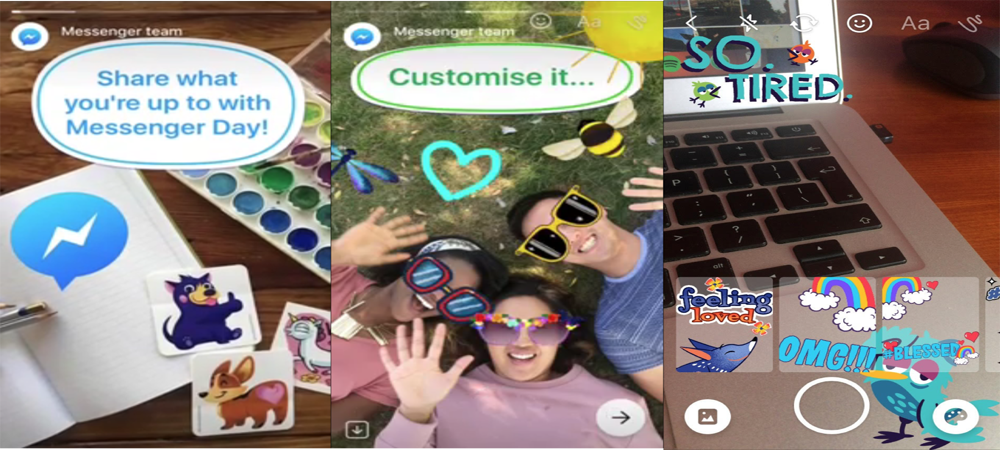 Messenger team
Share what
you're up to with
Messenger Day!
Messenger team
Aa
Customise it...
Aa
SO.
TIRED.
feeling
loved
OMG!!!
#BLESSED
P
{
[
}
]
>
?
/
alt